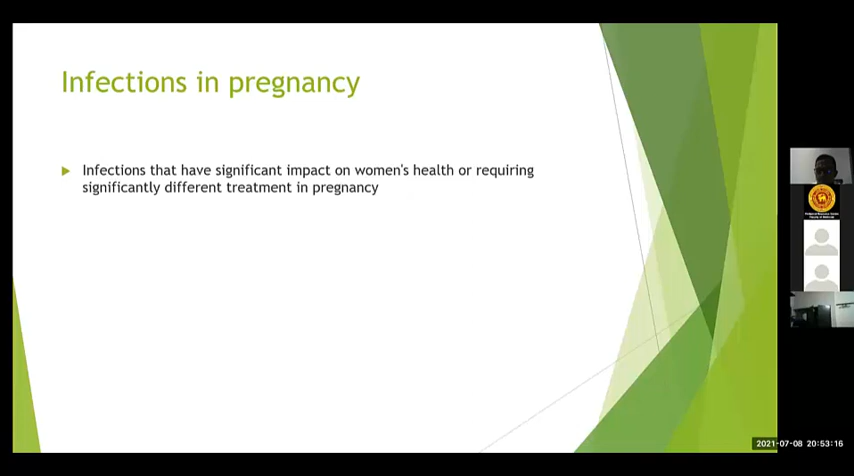 Infections in pregnancy
Infections that have significant impact on women's health or requiring
significantly different treatment in pregnancy
2021-07-08 20:53:16